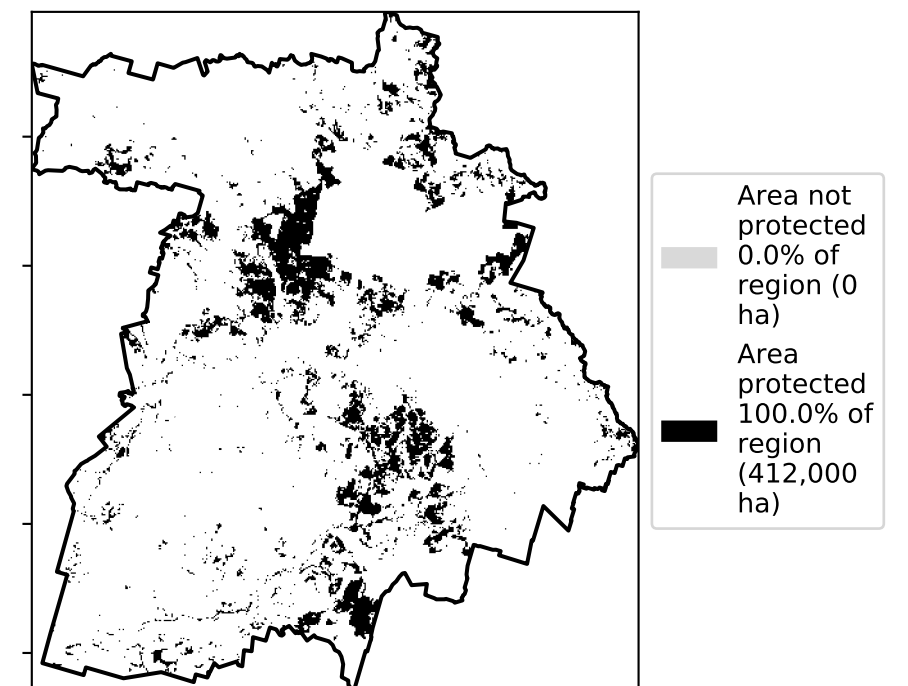 Area not
protected
0.0% of
region (0
ha)
Area
protected
100.0% of
region
(412,000
ha)